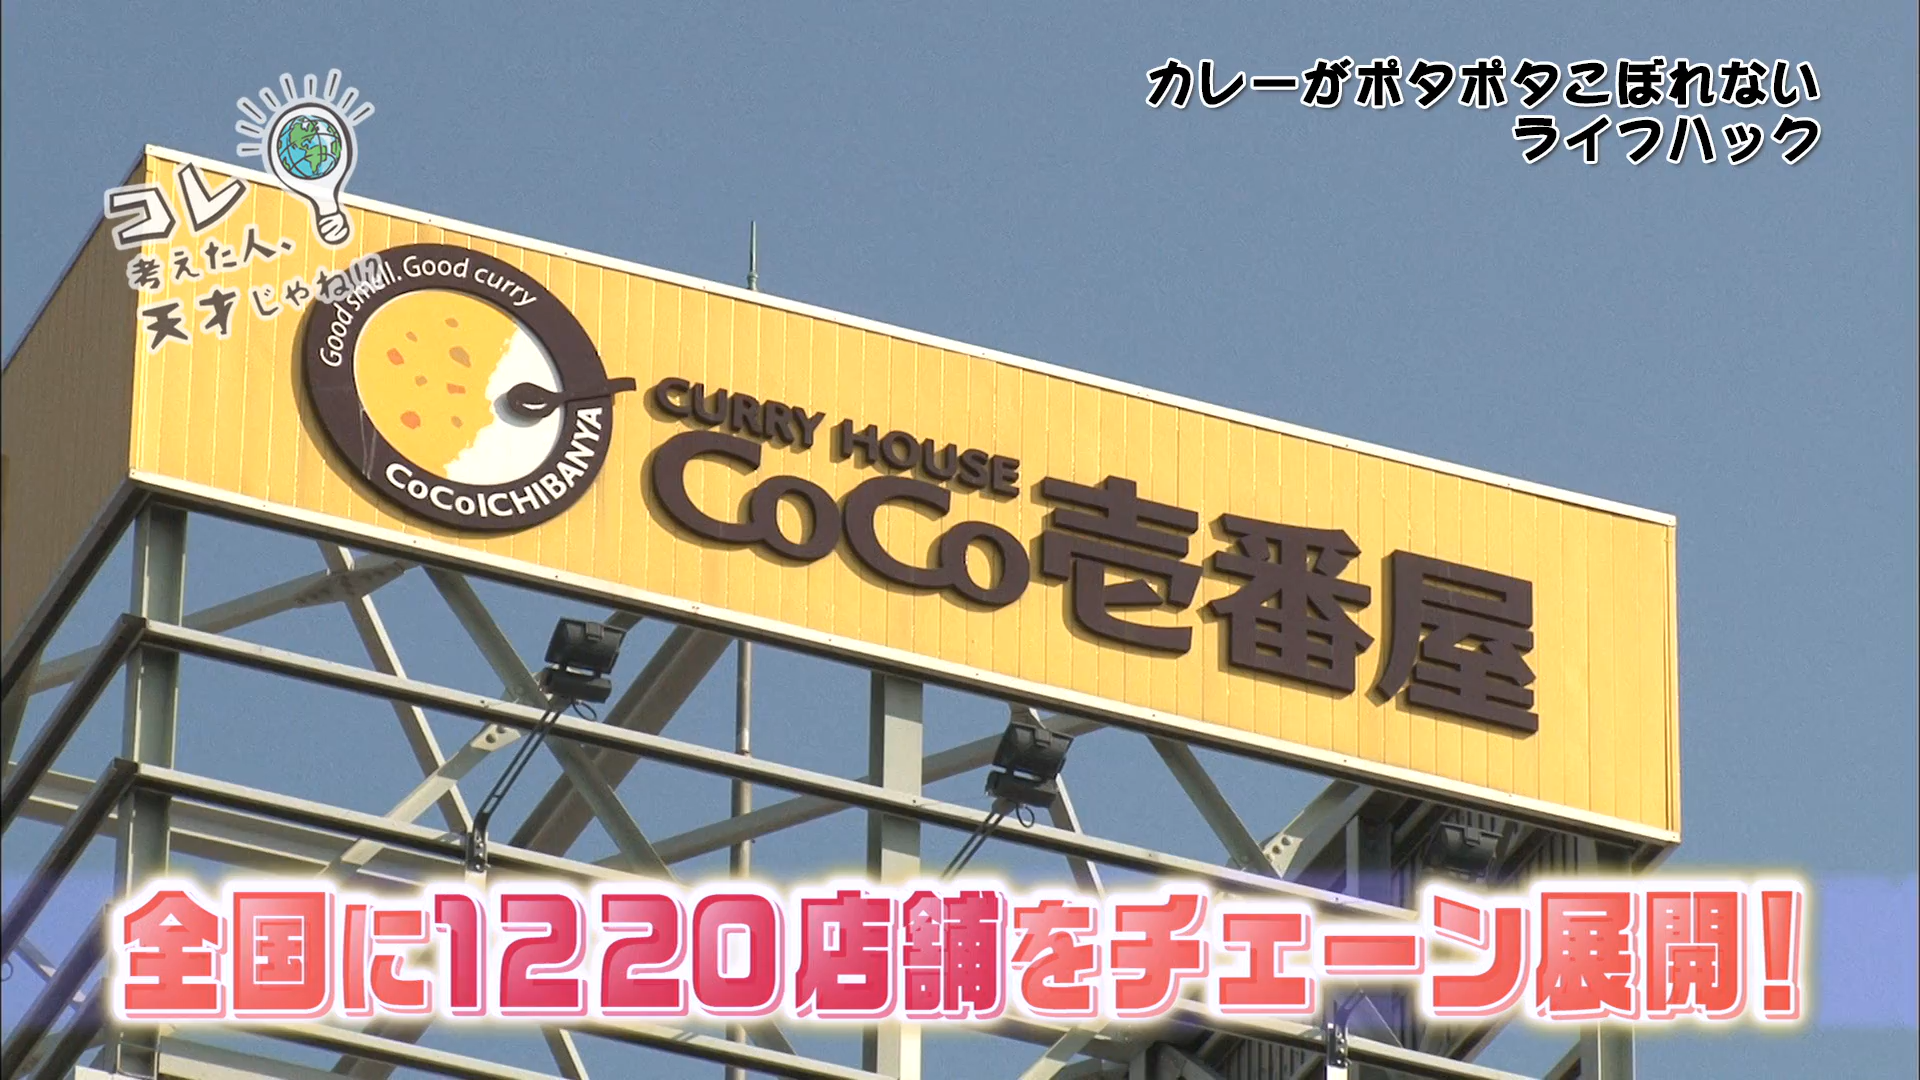 カレーがポタポタこぼれない
ライフハック
コレ
考えた人、
天才じゃね!?
Good smell. Good curry
CoCoICHIBANYA
CURRY HOUSE
CoCo壱番屋
全国に1220店舗をチェーン展開!